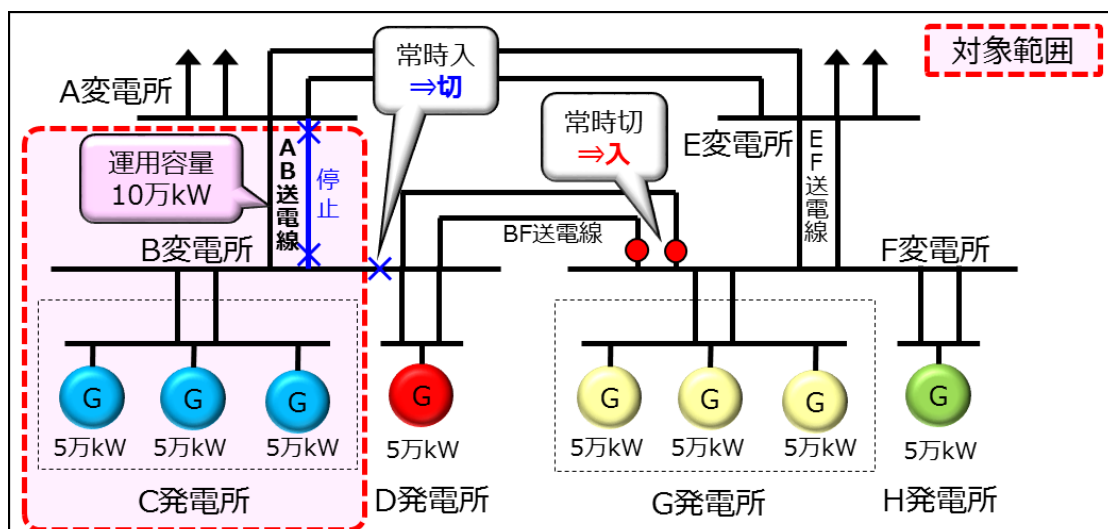 常時入
⇒切
対象範囲
A変電所
常時切
⇒入
E変電所
運用容量
10万kW
AB送電線
停止
EF送電線
BF送電線
B変電所
F変電所
G
G
G
G
G
G
G
G
5万kW
5万kW
5万kW
5万kW
5万kW
5万kW
5万kW
5万kW
C発電所
D発電所
G発電所
H発電所